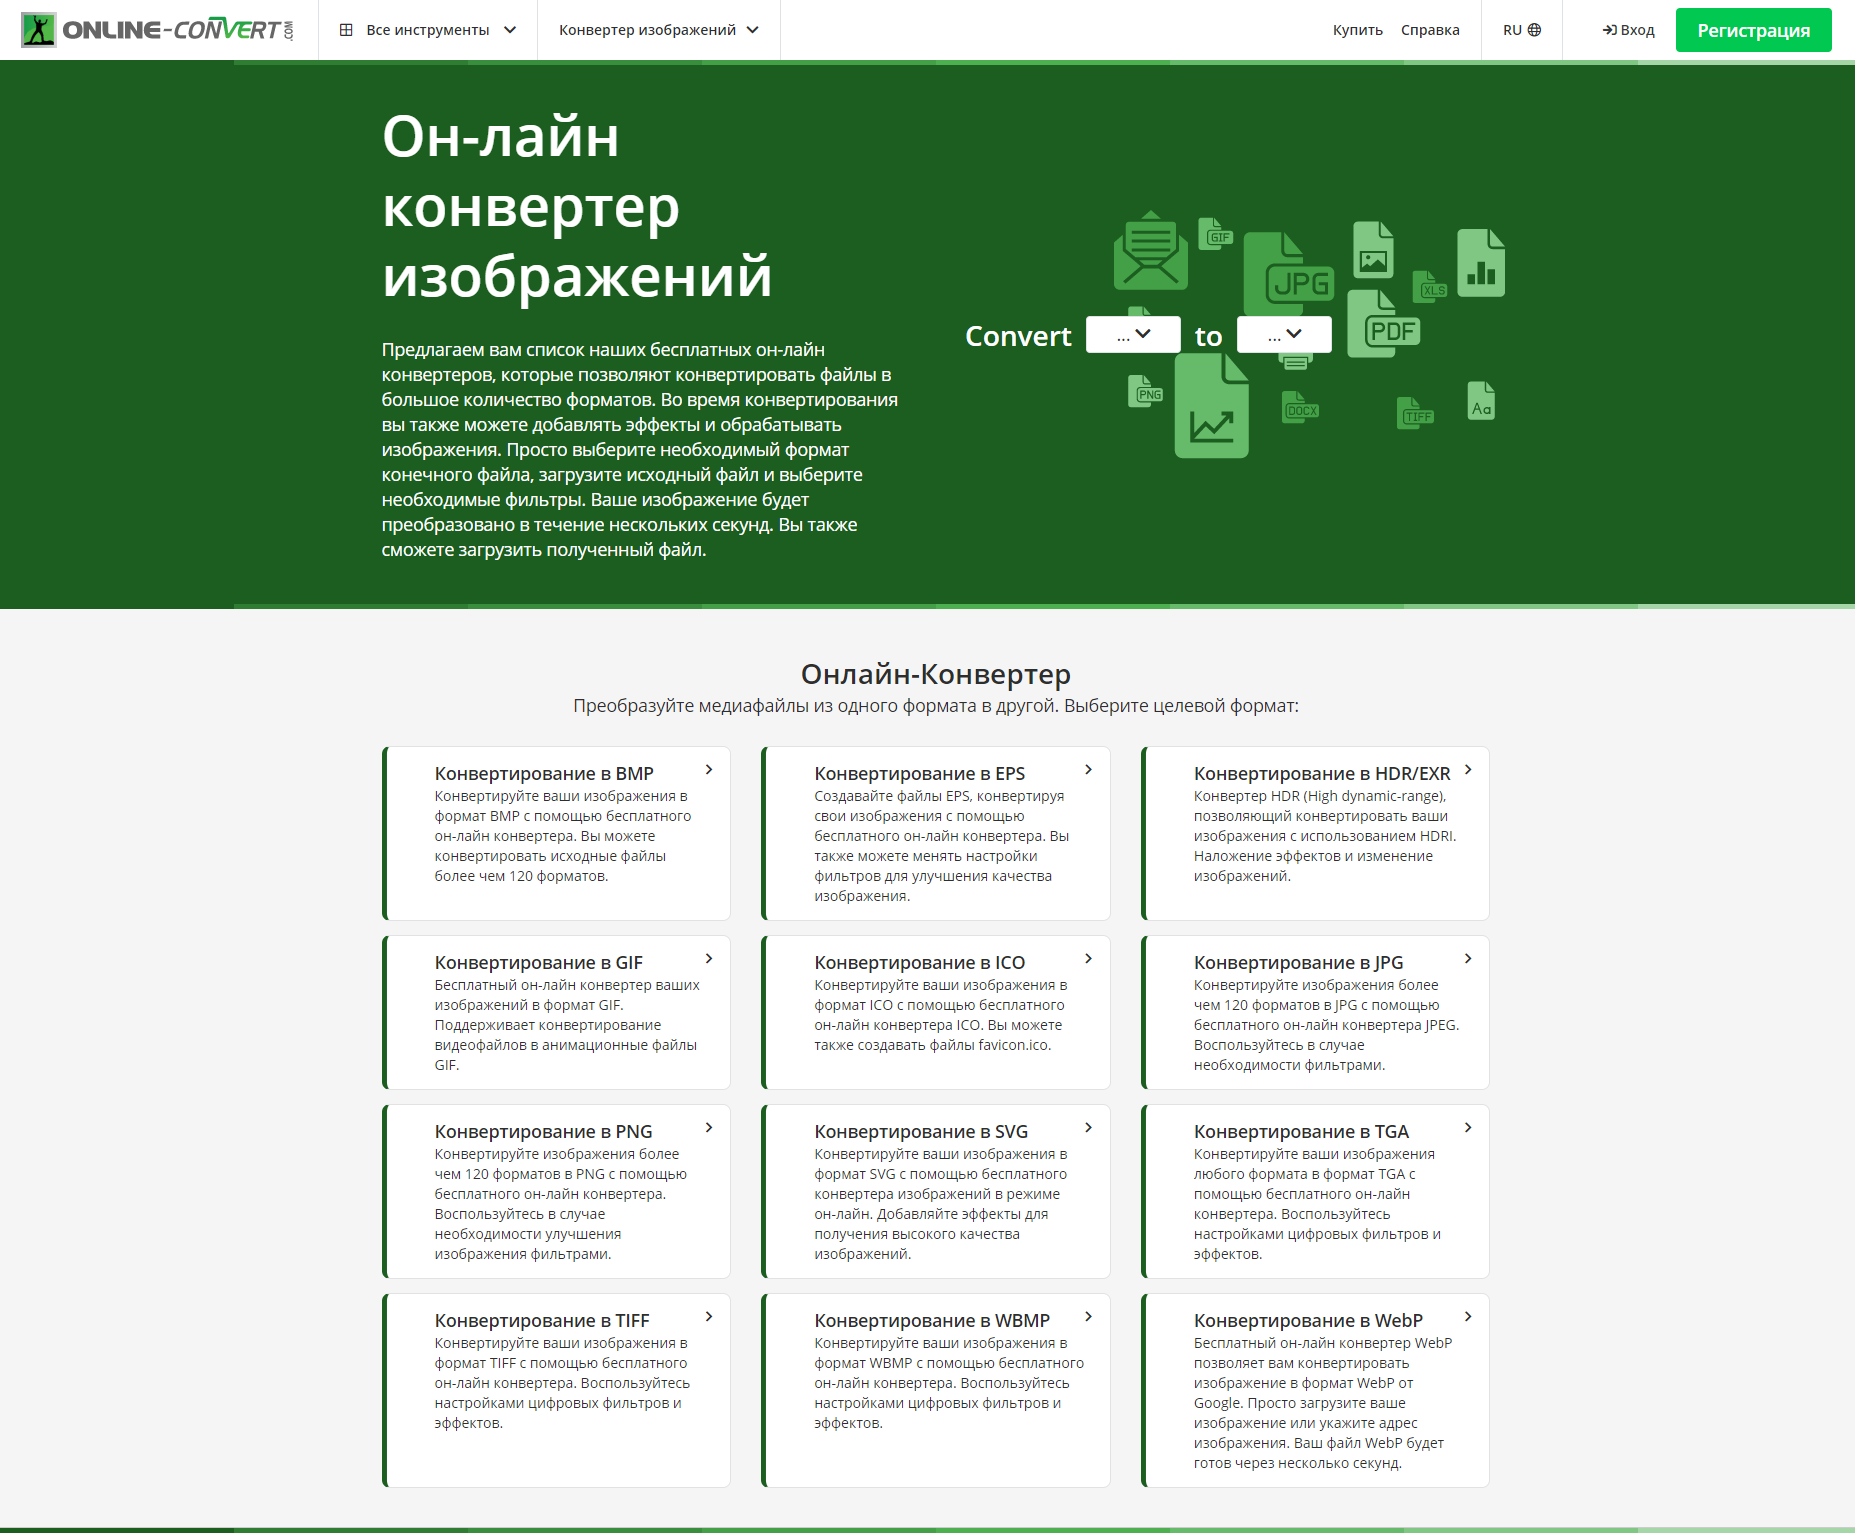 ONLINE-CONVERT.COM
Все инструменты
Конвертер изображений
Купить
Справка
RU
Вход
Регистрация
Он-лайн
конвертер
изображений
Предлагаем вам список наших бесплатных он-лайн
конвертеров, которые позволяют конвертировать файлы в
большое количество форматов. Во время конвертирования
вы также можете добавлять эффекты и обрабатывать
изображения. Просто выберите необходимый формат
конечного файла, загрузите исходный файл и выберите
необходимые фильтры. Ваше изображение будет
преобразовано в течение нескольких секунд. Вы также
сможете загрузить полученный файл.
GIF
JPG
XLS
PDF
Convert ... to ...
PNG
DOCX
TIFF
Aa
Онлайн-Конвертер
Преобразуйте медиафайлы из одного формата в другой. Выберите целевой формат:
Конвертирование в BMP
Конвертируйте ваши изображения в
формат BMP с помощью бесплатного
он-лайн конвертера. Вы можете
конвертировать исходные файлы
более чем 120 форматов.
Конвертирование в EPS
Создавайте файлы EPS, конвертируя
свои изображения с помощью
бесплатного он-лайн конвертера. Вы
также можете менять настройки
фильтров для улучшения качества
изображения.
Конвертирование в HDR/EXR
Конвертер HDR (High dynamic-range),
позволяющий конвертировать ваши
изображения с использованием HDRI.
Наложение эффектов и изменение
изображений.
Конвертирование в GIF
Бесплатный он-лайн конвертер ваших
изображений в формат GIF.
Поддерживает конвертирование
видеофайлов в анимационные файлы
GIF.
Конвертирование в ICO
Конвертируйте ваши изображения в
формат ICO с помощью бесплатного
он-лайн конвертера ICO. Вы можете
также создавать файлы favicon.ico.
Конвертирование в JPG
Конвертируйте изображения более
чем 120 форматов в JPG с помощью
бесплатного он-лайн конвертера JPEG.
Воспользуйтесь в случае
необходимости фильтрами.
Конвертирование в PNG
Конвертируйте изображения более
чем 120 форматов в PNG с помощью
бесплатного он-лайн конвертера.
Воспользуйтесь в случае
необходимости улучшения
изображения фильтрами.
Конвертирование в SVG
Конвертируйте ваши изображения в
формат SVG с помощью бесплатного
конвертера изображений в режиме
он-лайн. Добавляйте эффекты для
получения высокого качества
изображений.
Конвертирование в TGA
Конвертируйте ваши изображения
любого формата в формат TGA с
помощью бесплатного он-лайн
конвертера. Воспользуйтесь
настройками цифровых фильтров и
эффектов.
Конвертирование в TIFF
Конвертируйте ваши изображения в
формат TIFF с помощью бесплатного
он-лайн конвертера. Воспользуйтесь
настройками цифровых фильтров и
эффектов.
Конвертирование в WBMP
Конвертируйте ваши изображения в
формат WBMP с помощью бесплатного
он-лайн конвертера. Воспользуйтесь
настройками цифровых фильтров и
эффектов.
Конвертирование в WebP
Бесплатный он-лайн конвертер WebP
позволяет вам конвертировать
изображение в формат WebP от
Google. Просто загрузите ваше
изображение или укажите адрес
изображения. Ваш файл WebP будет
готов через несколько секунд.